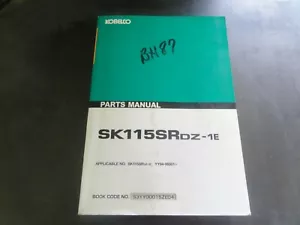 KOBELCO
BH87
PARTS MANUAL
SK115SRDZ-1E
APPLICABLE NO.
BOOK CODE NO.